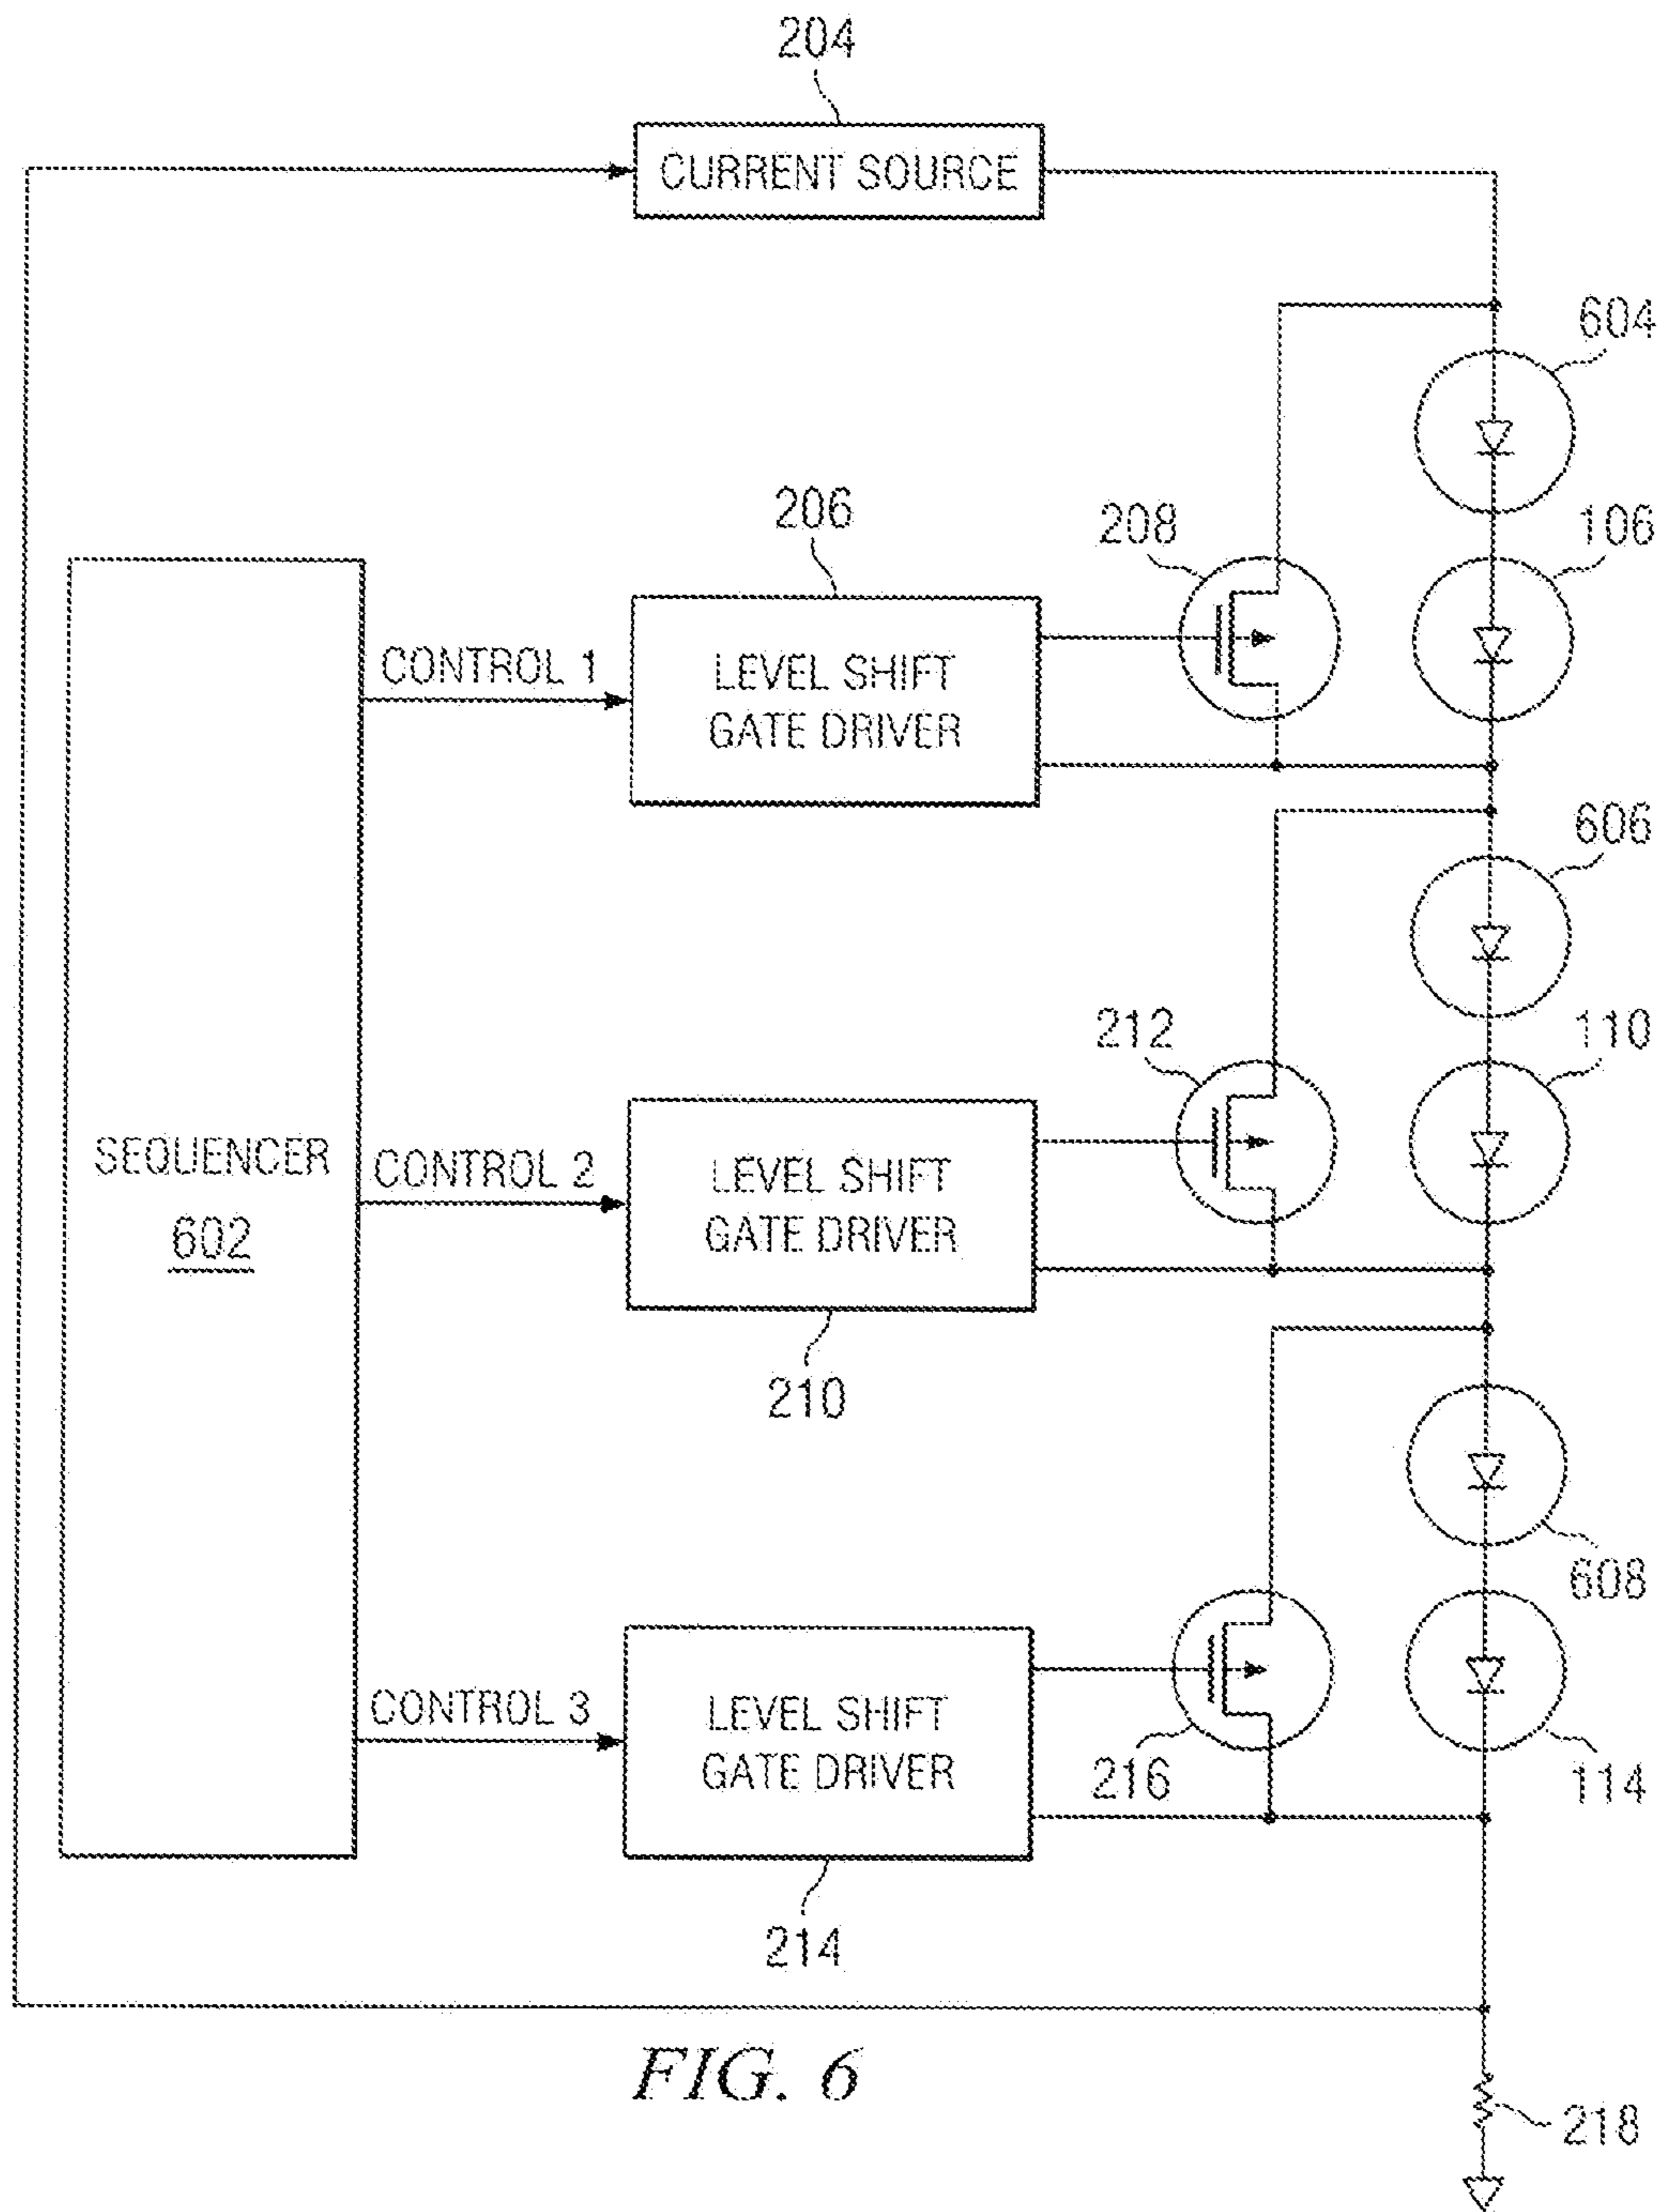 204
CURRENT SOURCE
604
206
208
106
CONTROL 1
LEVEL SHIFT
GATE DRIVER
606
212
110
SEQUENCER
602
CONTROL 2
LEVEL SHIFT
GATE DRIVER
210
608
CONTROL 3
LEVEL SHIFT
GATE DRIVER
216
114
214
FIG. 6
218